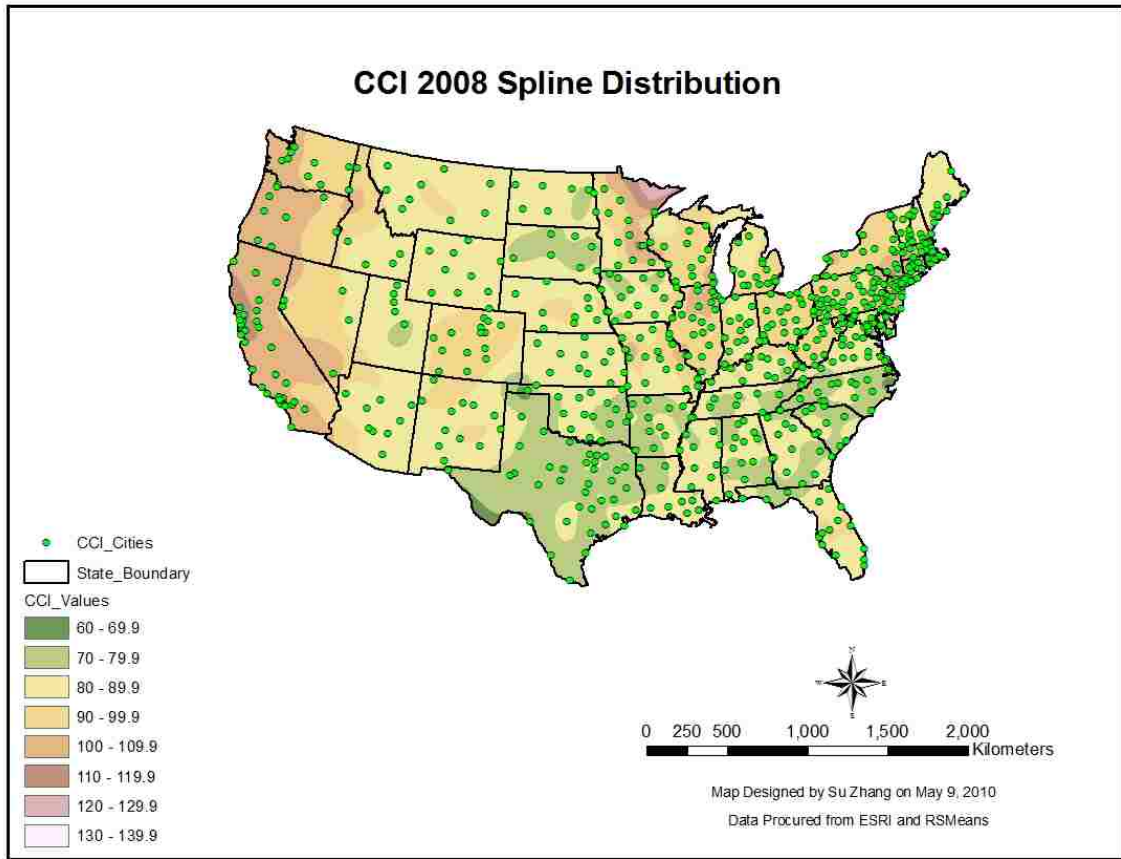 CCI 2008 Spline Distribution
CCI_Cities
State_Boundary
CCI_Values
60 - 69.9
70 - 79.9
80 - 89.9
90 - 99.9
100 - 109.9
110 - 119.9
120 - 129.9
130 - 139.9
N
W E
S
0 250 500 1,000 1,500 2,000
Kilometers
Map Designed by Su Zhang on May 9, 2010
Data Procured from ESRI and RSMeans